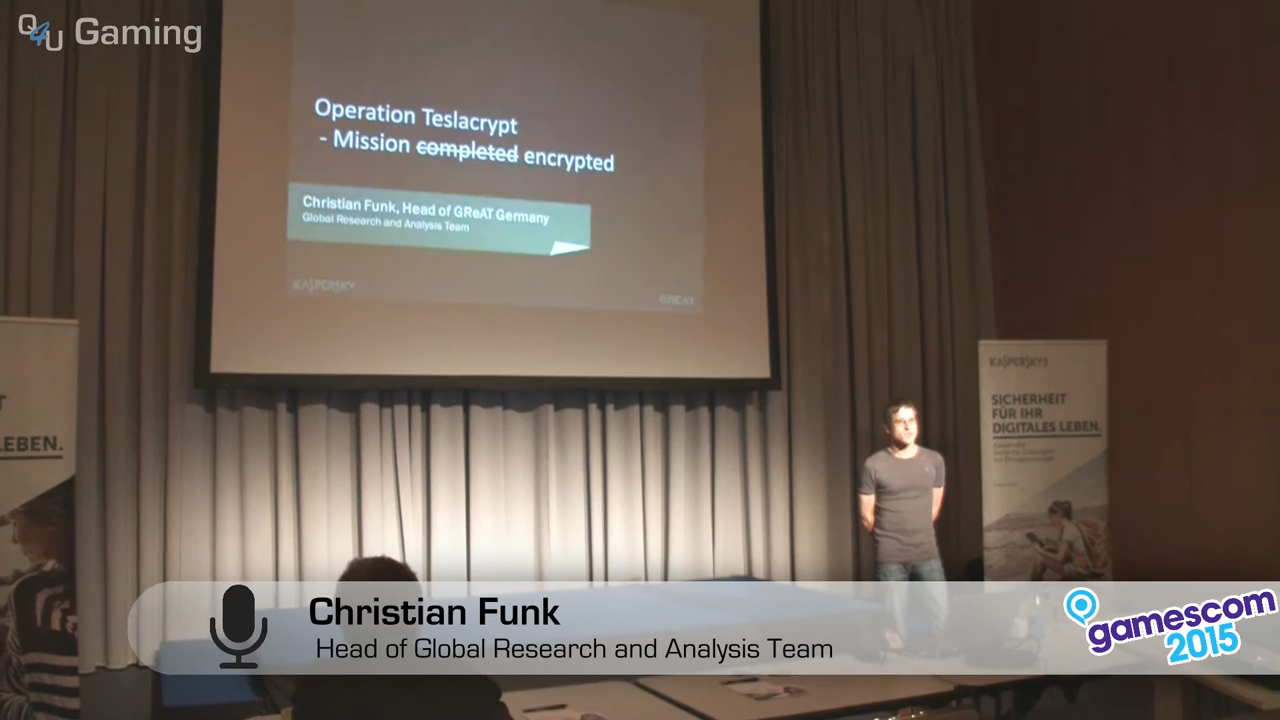 Q4U Gaming
Operation Teslacrypt
- Mission completed encrypted
Christian Funk, Head of GReAT Germany
Global Research and Analysis Team
KASPERSKY
GREAT
T
LEBEN.
KASPERSKY
SICHERHEIT
FÜR IHR
DIGITALES LEBEN.
Christian Funk
Head of Global Research and Analysis Team
gamescom
2015